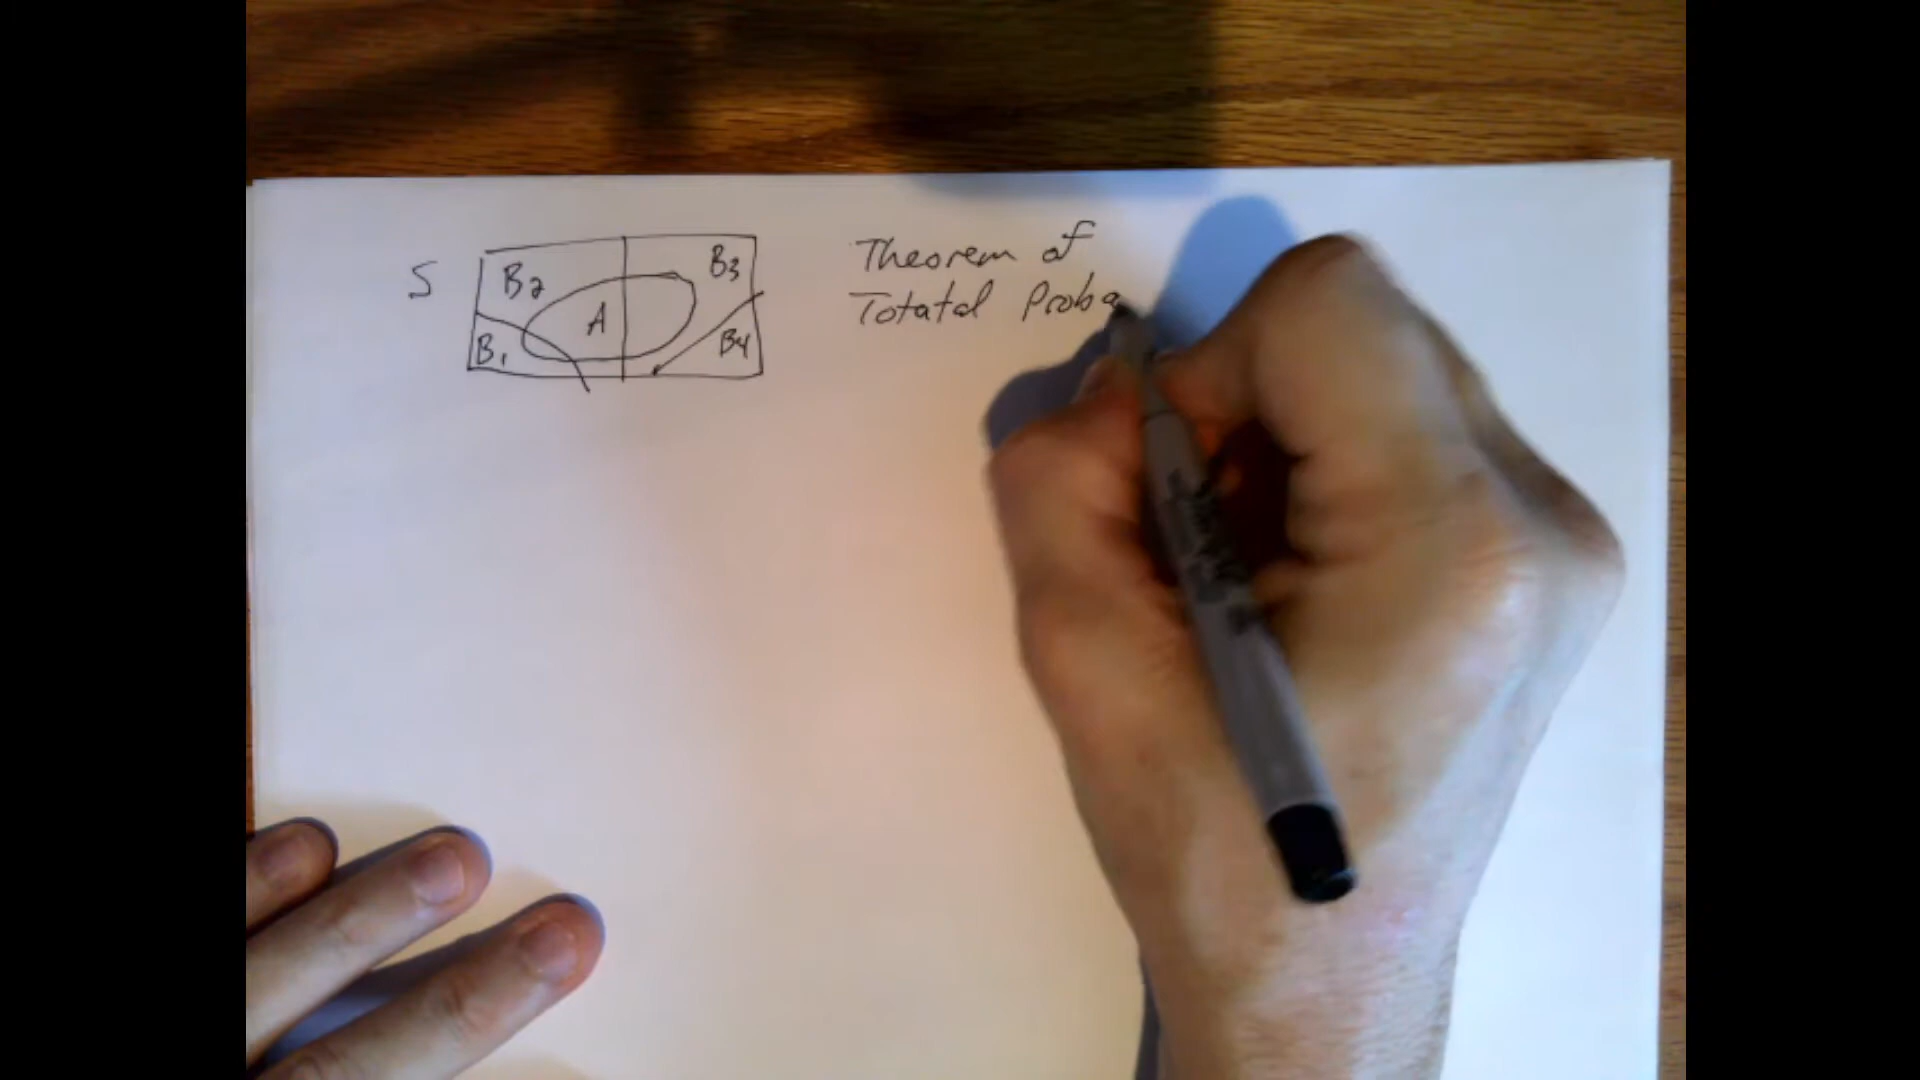 S
B2
B3
A
B1
B4
Theorem of
Totatal Proba